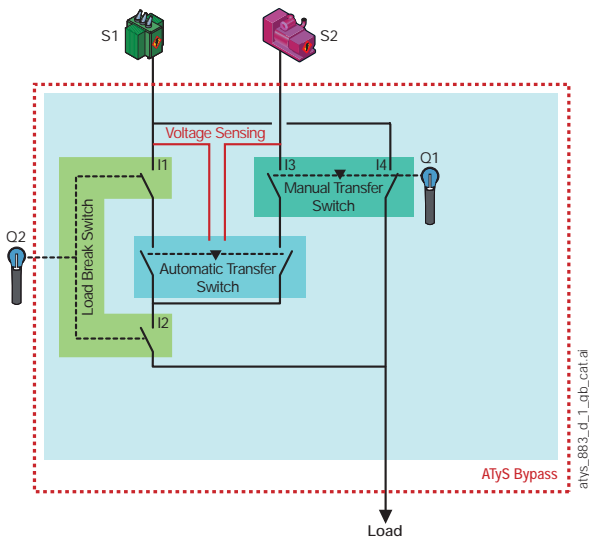 S1
S2
Voltage Sensing
I1
I3
I4
Q1
Manual Transfer
Switch
Q2
Load Break Switch
Automatic Transfer
Switch
I2
ATyS Bypass
atys_883_d_1_gb_cat.ai
Load